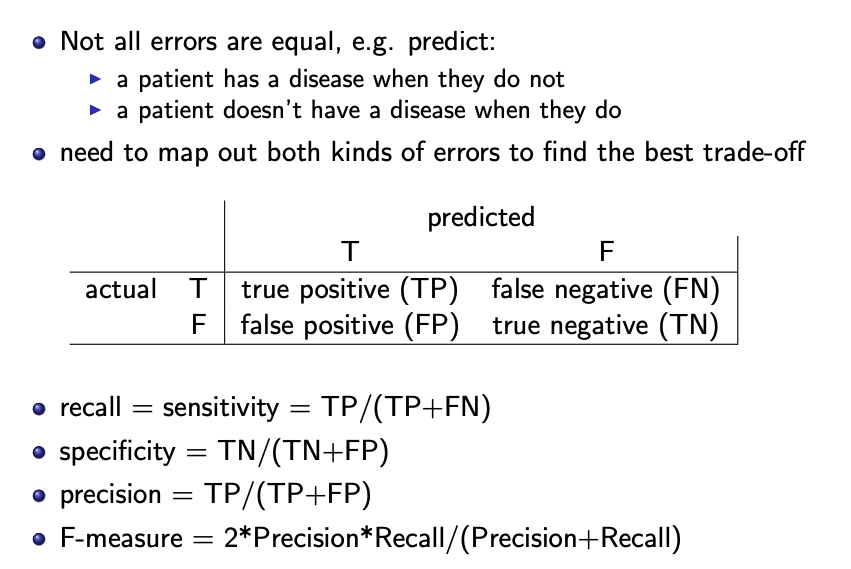 Not all errors are equal, e.g. predict:
a patient has a disease when they do not
a patient doesn't have a disease when they do
need to map out both kinds of errors to find the best trade-off
predicted
T F
actual T true positive (TP) false negative (FN)
F false positive (FP) true negative (TN)
recall = sensitivity = TP/(TP+FN)
specificity = TN/(TN+FP)
precision = TP/(TP+FP)
F-measure = 2*Precision*Recall/(Precision+Recall)